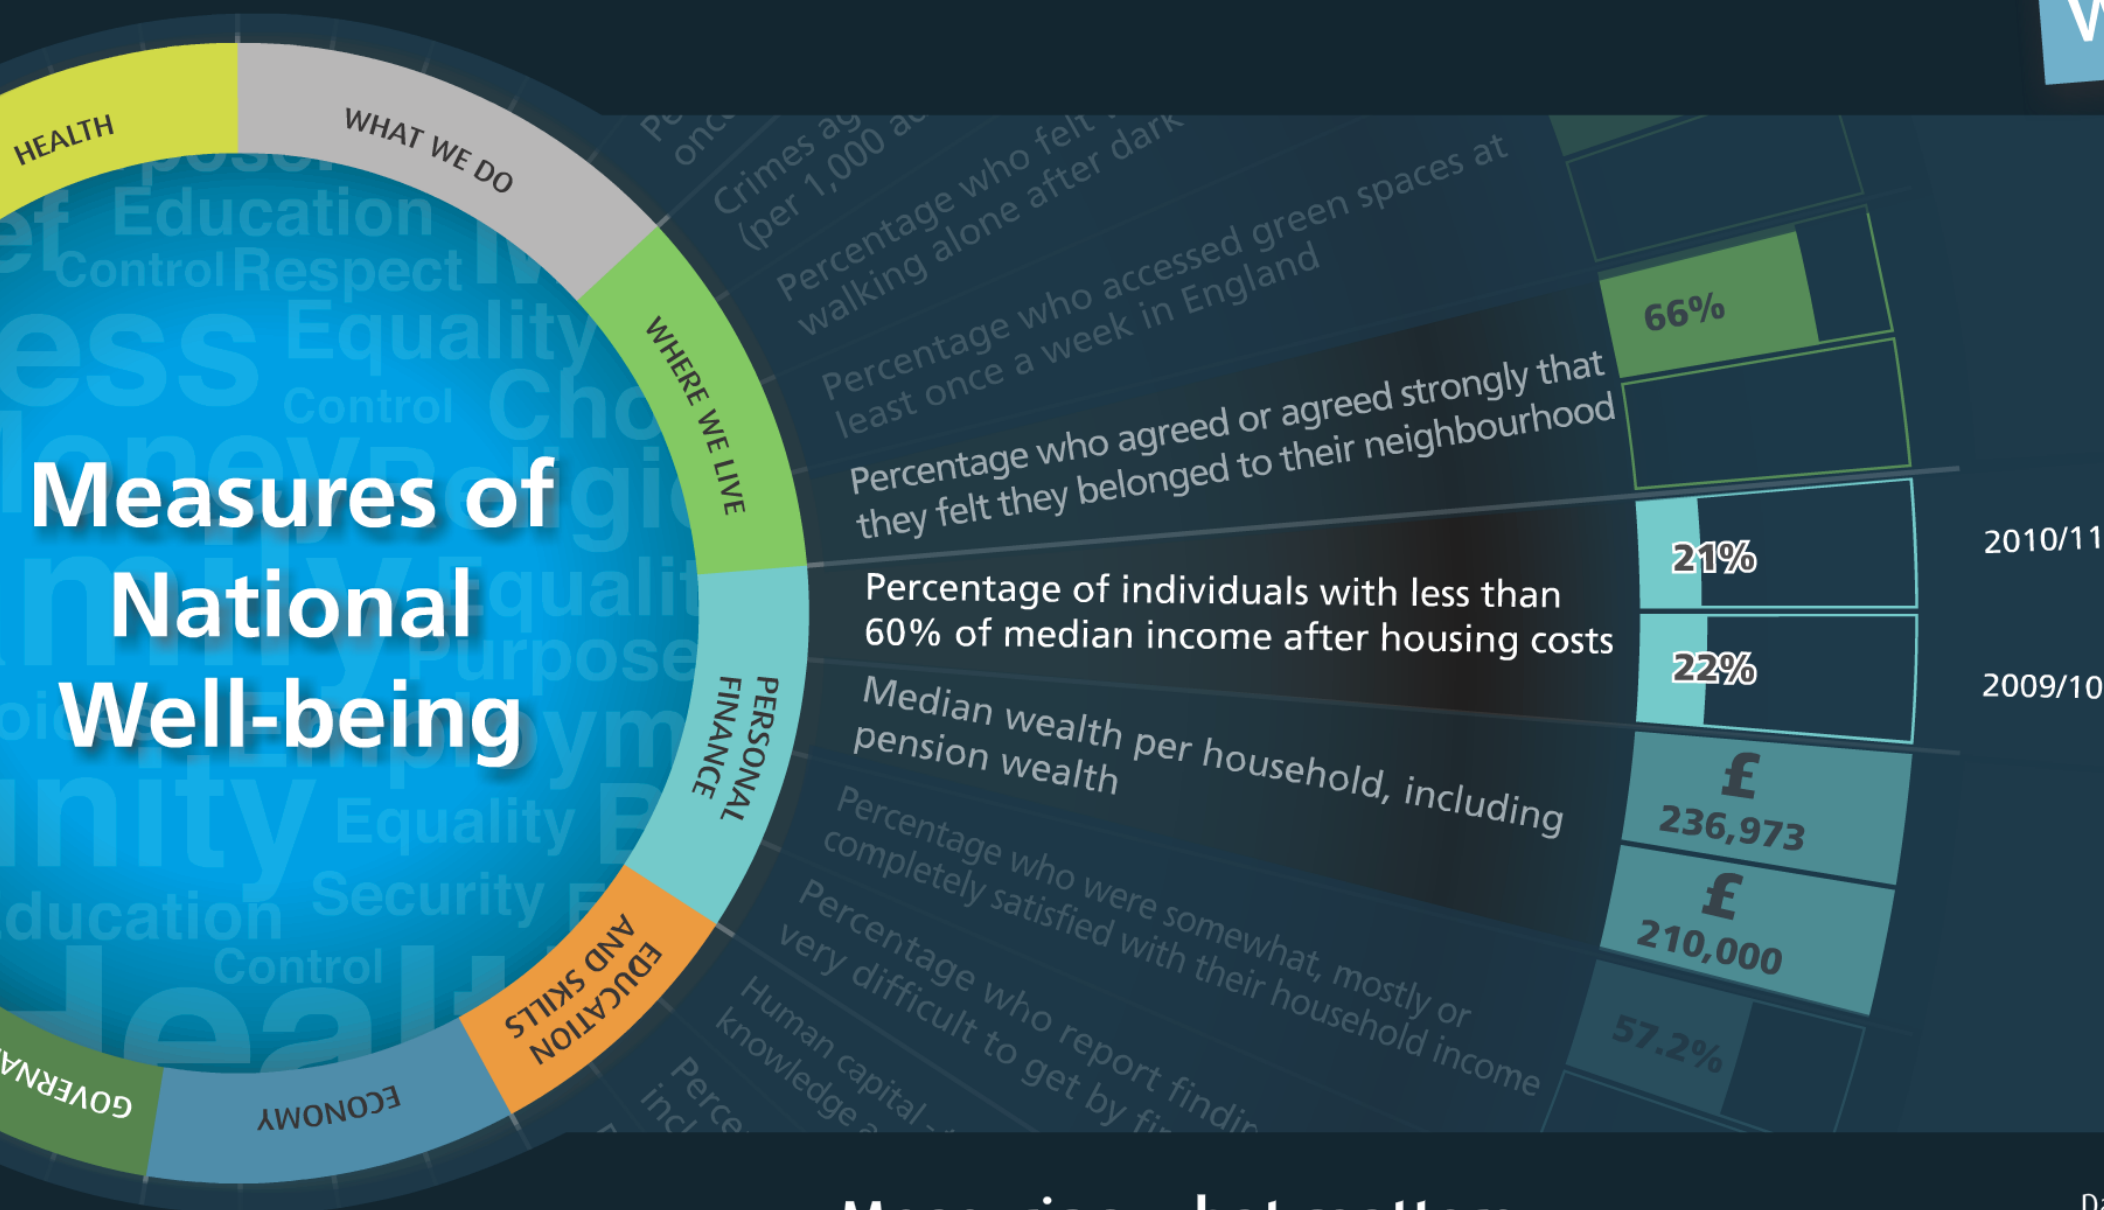 HEALTH
WHAT WE DO
WHERE WE LIVE
PERSONAL
FINANCE
EDUCATION
AND SKILLS
ECONOMY
Measures of
National
Well-being
Education
Control Respect
ess Equality
Control
Equality
Purpose
Equality
Security
Control
Crimes
(per 1,000
Percentage who felt
walking alone after dark
Percentage who accessed green spaces at
least once a week in England
Percentage who agreed or agreed strongly that
they felt they belonged to their neighbourhood
66%
Percentage of individuals with less than
60% of median income after housing costs
21%
2010/11
22%
2009/10
Median wealth per household, including
pension wealth
£
236,973
£
210,000
Percentage who were somewhat, mostly or
completely satisfied with their household income
57.2%
Percentage who report
very difficult to get by
Human capital -
knowledge